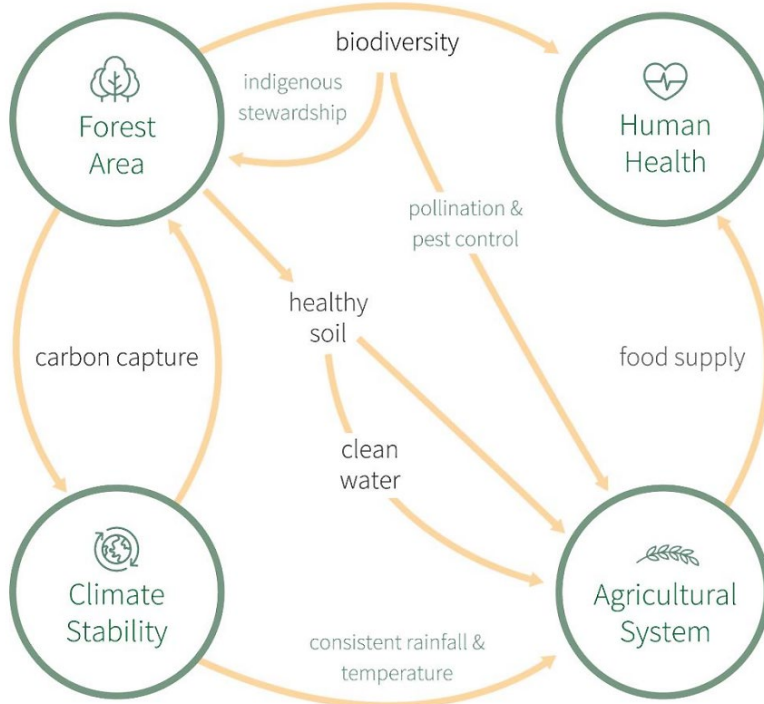 biodiversity
indigenous
stewardship
Forest
Area
Human
Health
pollination &
pest control
healthy
soil
carbon capture
food supply
clean
water
Climate
Stability
Agricultural
System
consistent rainfall &
temperature